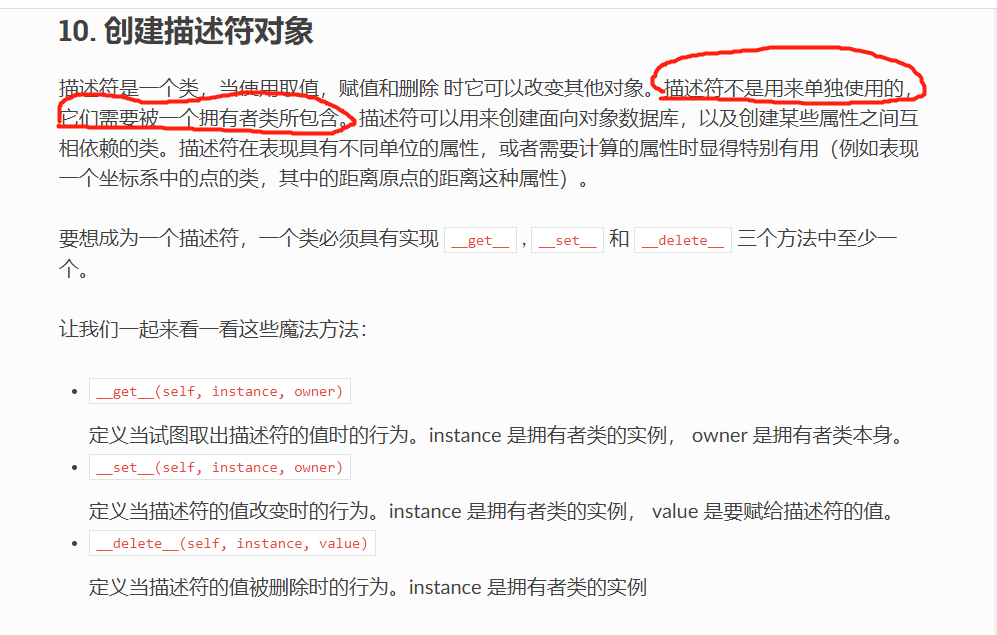 10. 创建描述符对象
描述符是一个类，当使用取值，赋值和删除 时它可以改变其他对象。描述符不是用来单独使用的，
它们需要被一个拥有者类所包含。描述符可以用来创建面向对象数据库，以及创建某些属性之间互
相依赖的类。描述符在表现具有不同单位的属性，或者需要计算的属性时显得特别有用（例如表现
一个坐标系中的点的类，其中的距离原点的距离这种属性）。
要想成为一个描述符，一个类必须具有实现 __get__ , __set__ 和 __delete__ 三个方法中至少一
个。
让我们一起来看一看这些魔法方法：
• __get__(self, instance, owner)
定义当试图取出描述符的值时的行为。instance 是拥有者类的实例， owner 是拥有者类本身。
• __set__(self, instance, owner)
定义当描述符的值改变时的行为。instance 是拥有者类的实例， value 是要赋给描述符的值。
• __delete__(self, instance, value)
定义当描述符的值被删除时的行为。instance 是拥有者类的实例